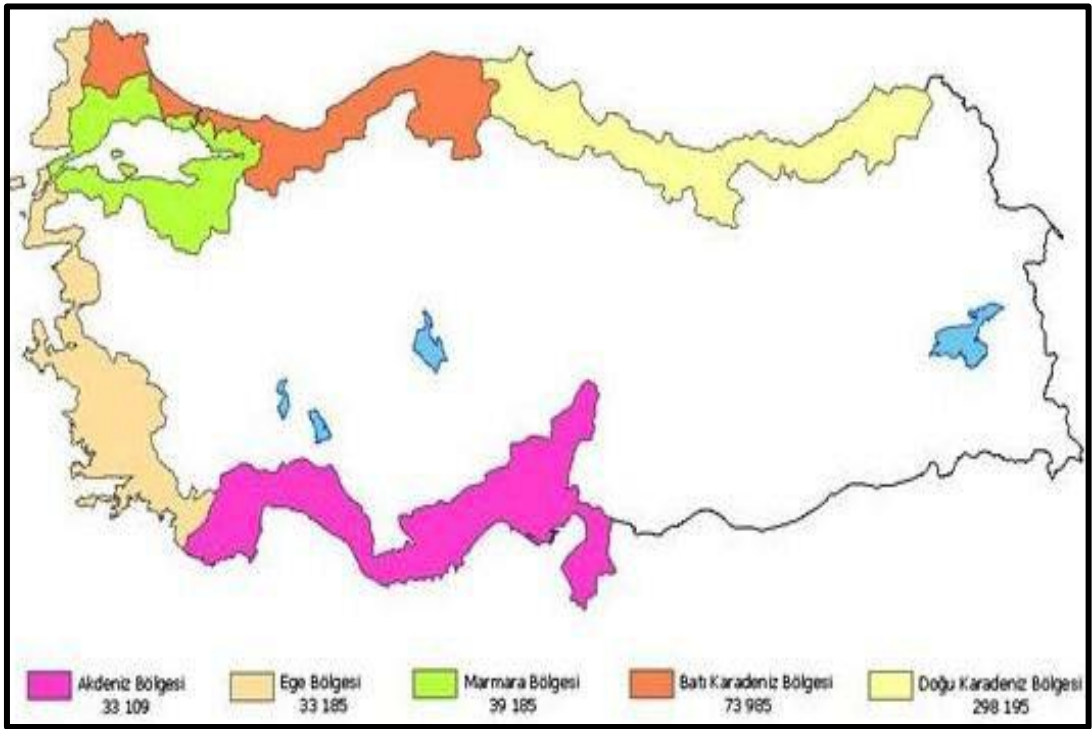 Akdeniz Bölgesi
33 109
Ege Bölgesi
33 185
Marmara Bölgesi
39 185
Batı Karadeniz Bölgesi
73 985
Doğu Karadeniz Bölgesi
298 195